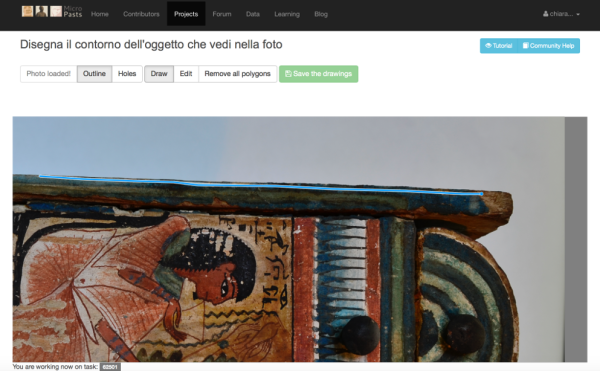 Micro
Pasts
Home Contributors Projects Forum Data Learning Blog chiara...
Disegna il contorno dell'oggetto che vedi nella foto
Tutorial Community Help
Photo loaded! Outline Holes Draw Edit Remove all polygons Save the drawings
You are working now on task: 62901